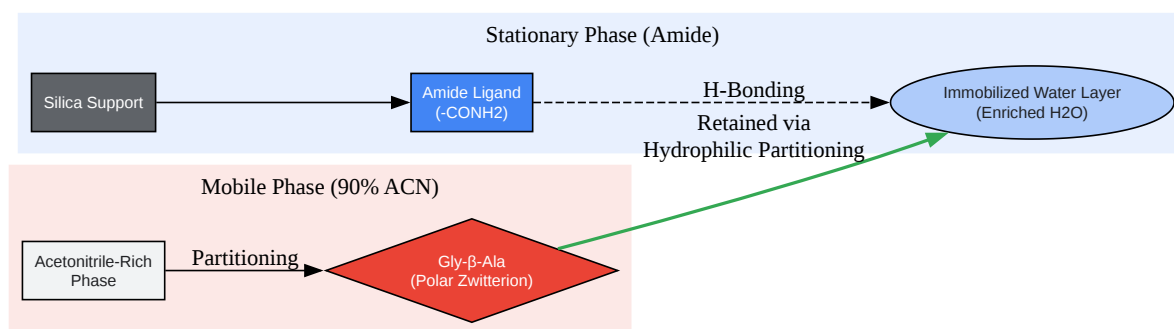 Stationary Phase (Amide)
Silica Support
Amide Ligand
(-CONH2)
H-Bonding
Immobilized Water Layer
(Enriched H2O)
Retained via
Hydrophilic Partitioning
Mobile Phase (90% ACN)
Acetonitrile-Rich
Phase
Partitioning
Gly-β-Ala
(Polar Zwitterion)